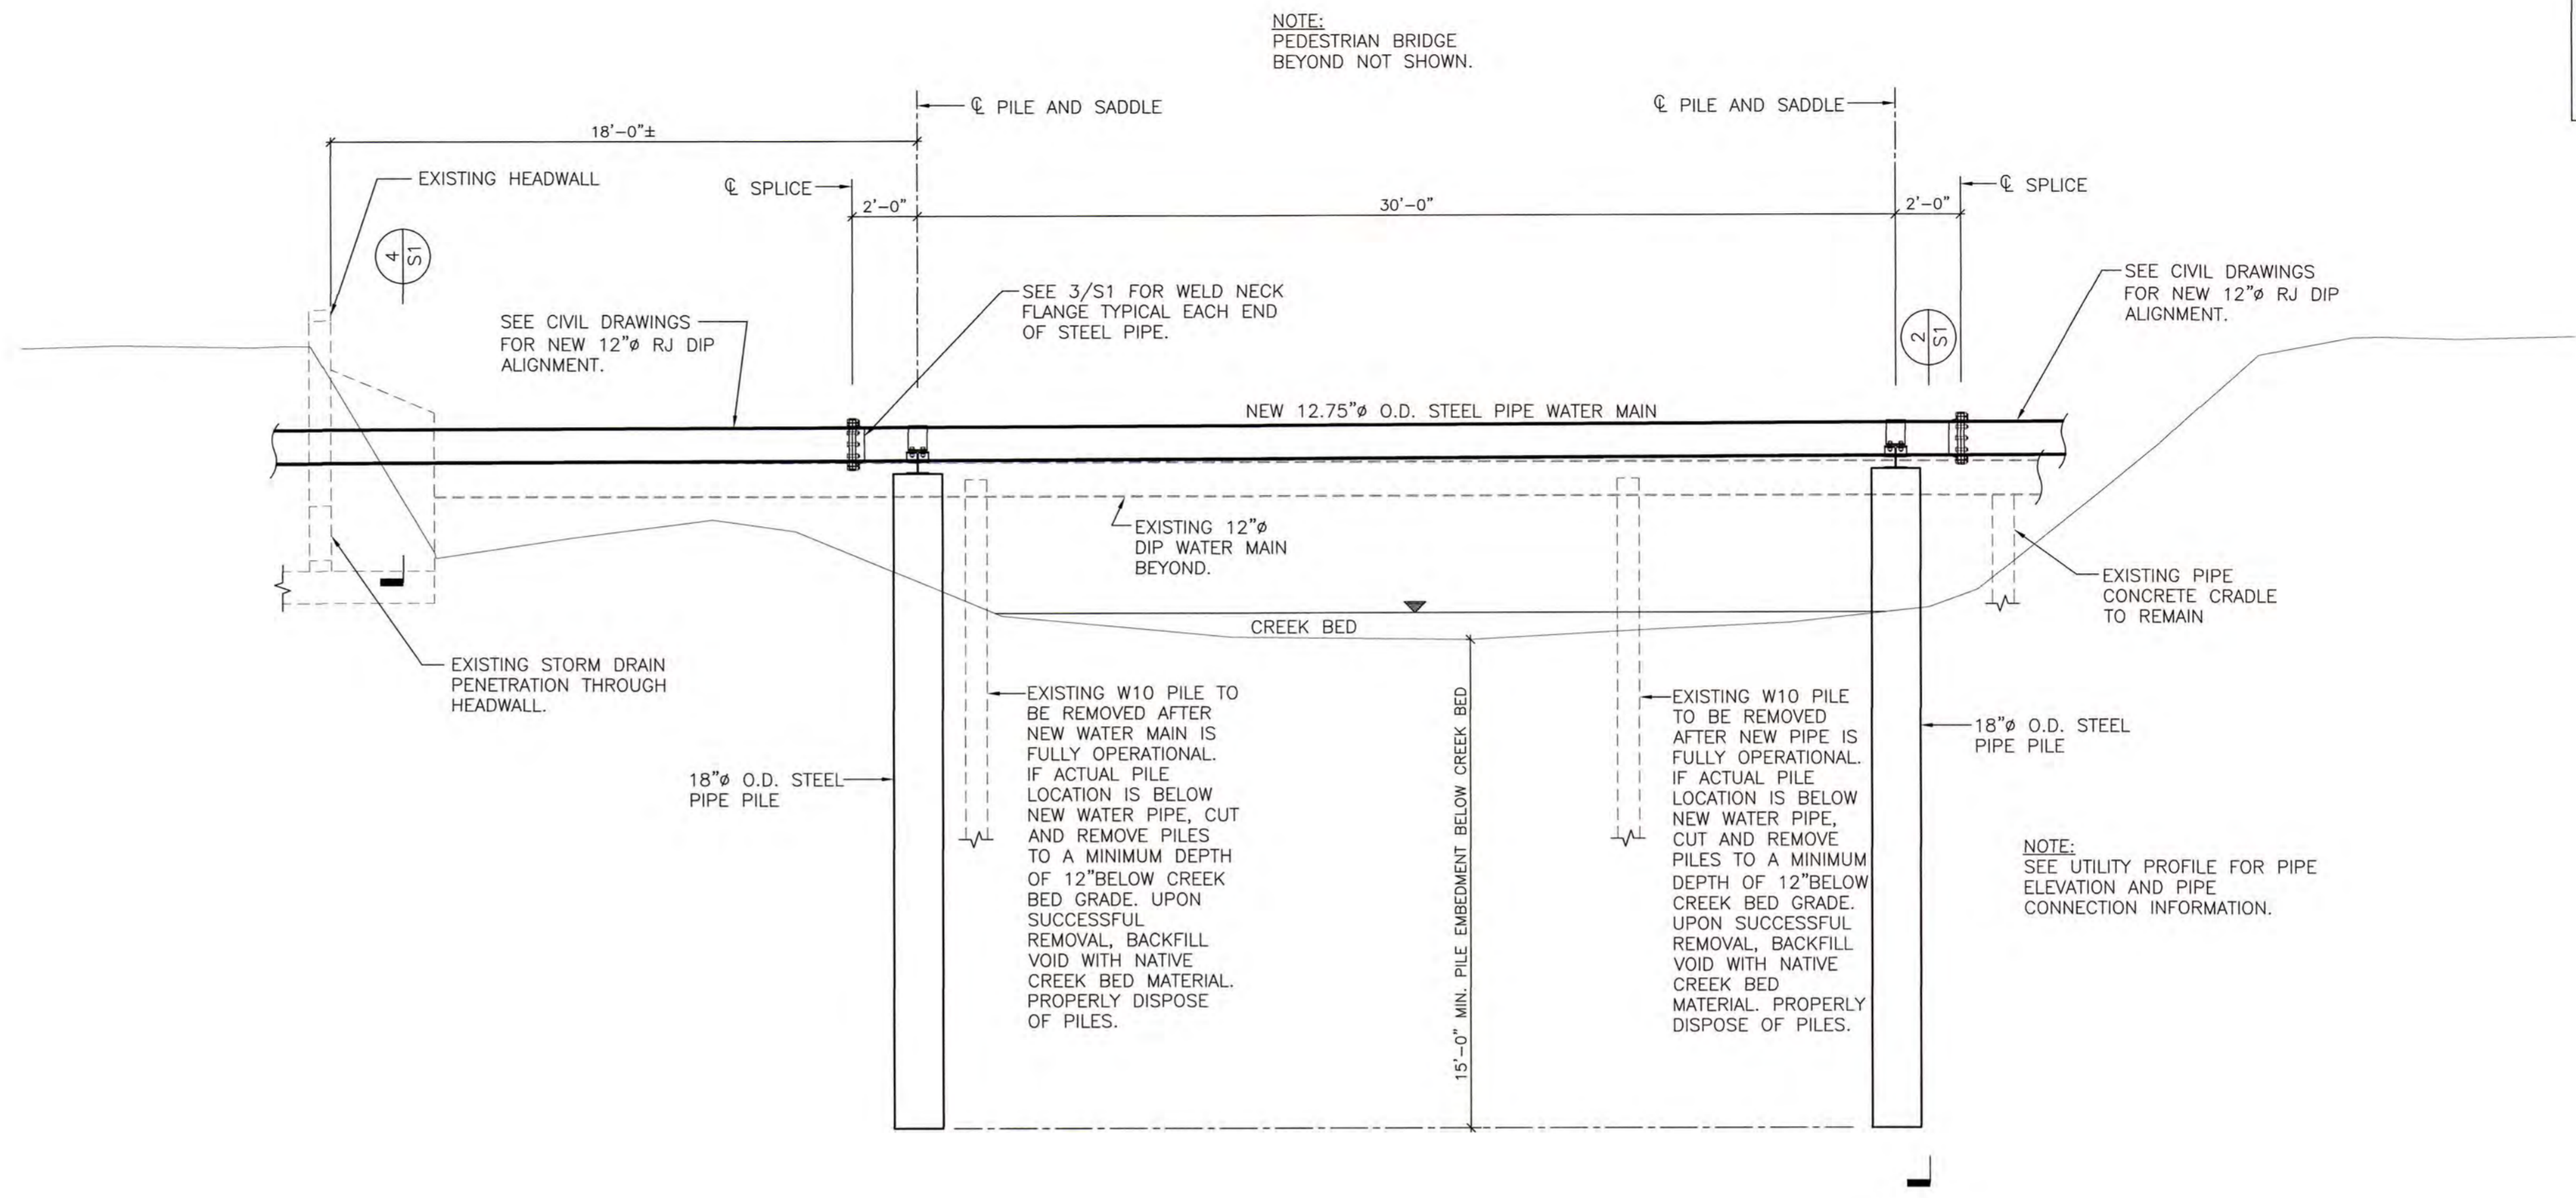 NOTE:
PEDESTRIAN BRIDGE
BEYOND NOT SHOWN.
℄ PILE AND SADDLE
℄ PILE AND SADDLE
18'-0"±
EXISTING HEADWALL
℄ SPLICE
℄ SPLICE
2'-0"
30'-0"
2'-0"
4
S1
SEE CIVIL DRAWINGS
FOR NEW 12"ø RJ DIP
ALIGNMENT.
SEE 3/S1 FOR WELD NECK
FLANGE TYPICAL EACH END
OF STEEL PIPE.
2
S1
SEE CIVIL DRAWINGS
FOR NEW 12"ø RJ DIP
ALIGNMENT.
NEW 12.75"ø O.D. STEEL PIPE WATER MAIN
EXISTING 12"ø
DIP WATER MAIN
BEYOND.
EXISTING PIPE
CONCRETE CRADLE
TO REMAIN
CREEK BED
EXISTING STORM DRAIN
PENETRATION THROUGH
HEADWALL.
18"ø O.D. STEEL
PIPE PILE
EXISTING W10 PILE TO
BE REMOVED AFTER
NEW WATER MAIN IS
FULLY OPERATIONAL.
IF ACTUAL PILE
LOCATION IS BELOW
NEW WATER PIPE, CUT
AND REMOVE PILES
TO A MINIMUM DEPTH
OF 12"BELOW CREEK
BED GRADE. UPON
SUCCESSFUL
REMOVAL, BACKFILL
VOID WITH NATIVE
CREEK BED MATERIAL.
PROPERLY DISPOSE
OF PILES.
15'-0" MIN. PILE EMBEDMENT BELOW CREEK BED
EXISTING W10 PILE
TO BE REMOVED
AFTER NEW PIPE IS
FULLY OPERATIONAL.
IF ACTUAL PILE
LOCATION IS BELOW
NEW WATER PIPE,
CUT AND REMOVE
PILES TO A MINIMUM
DEPTH OF 12"BELOW
CREEK BED GRADE.
UPON SUCCESSFUL
REMOVAL, BACKFILL
VOID WITH NATIVE
CREEK BED
MATERIAL. PROPERLY
DISPOSE OF PILES.
18"ø O.D. STEEL
PIPE PILE
NOTE:
SEE UTILITY PROFILE FOR PIPE
ELEVATION AND PIPE
CONNECTION INFORMATION.